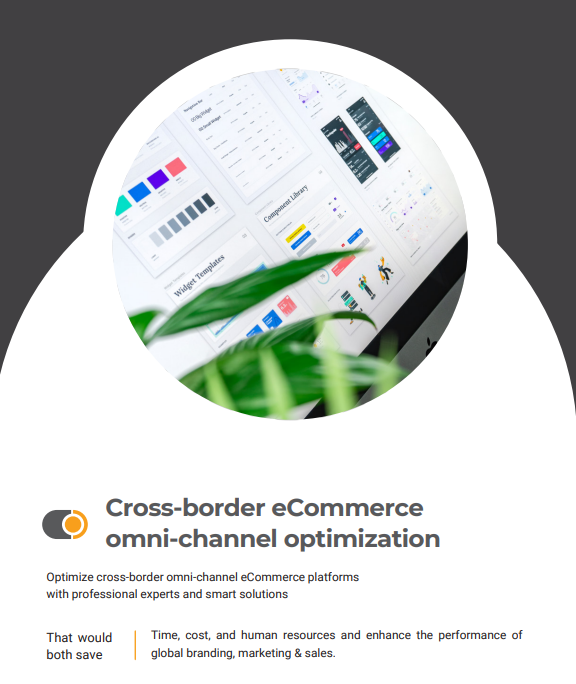 Navigation Bar
Component Library
Widget Templates
Cross-border eCommerce
omni-channel optimization
Optimize cross-border omni-channel eCommerce platforms
with professional experts and smart solutions
That would
both save
Time, cost, and human resources and enhance the performance of
global branding, marketing & sales.